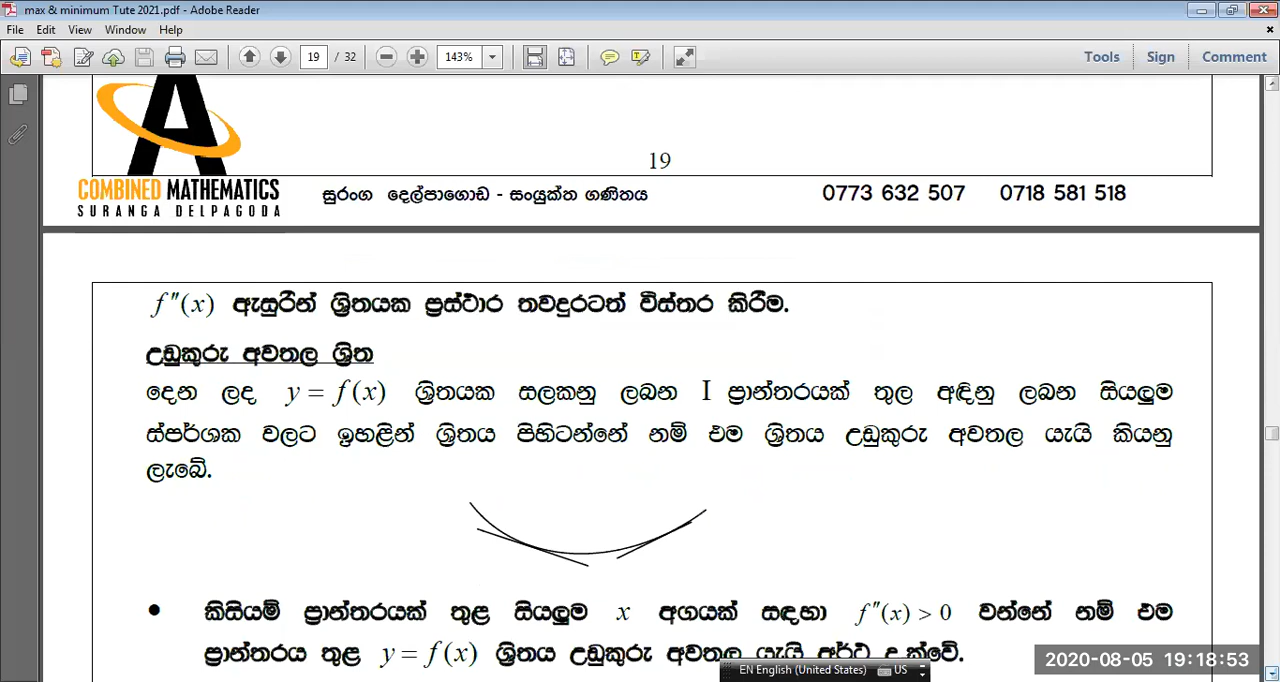 max & minimum Tute 2021.pdf - Adobe Reader
File Edit View Window Help
19 / 32 143% Tools Sign Comment
19
COMBINED MATHEMATICS
SURANGA DELPAGODA
සුරංග දෙල්පාගොඩ - සංයුක්ත ගණිතය 0773 632 507 0718 581 518
f″(x) ඇසුරින් ශ්‍රිතයක ප්‍රස්ථාර තවදුරටත් විස්තර කිරීම.
උඩුකුරු අවතල ශ්‍රිත
දෙන ලද y = f(x) ශ්‍රිතයක සලකනු ලබන I ප්‍රාන්තරයක් තුල අඳිනු ලබන සියලුම
ස්පර්ශක වලට ඉහළින් ශ්‍රිතය පිහිටන්නේ නම් එම ශ්‍රිතය උඩුකුරු අවතල යැයි කියනු
ලැබේ.
• කිසියම් ප්‍රාන්තරයක් තුළ සියලුම x අගයක් සඳහා f″(x) > 0 වන්නේ නම් එම
ප්‍රාන්තරය තුළ y = f(x) ශ්‍රිතය උඩුකුරු අවතල යැයි
EN English (United States) US
2020-08-05 19:18:53